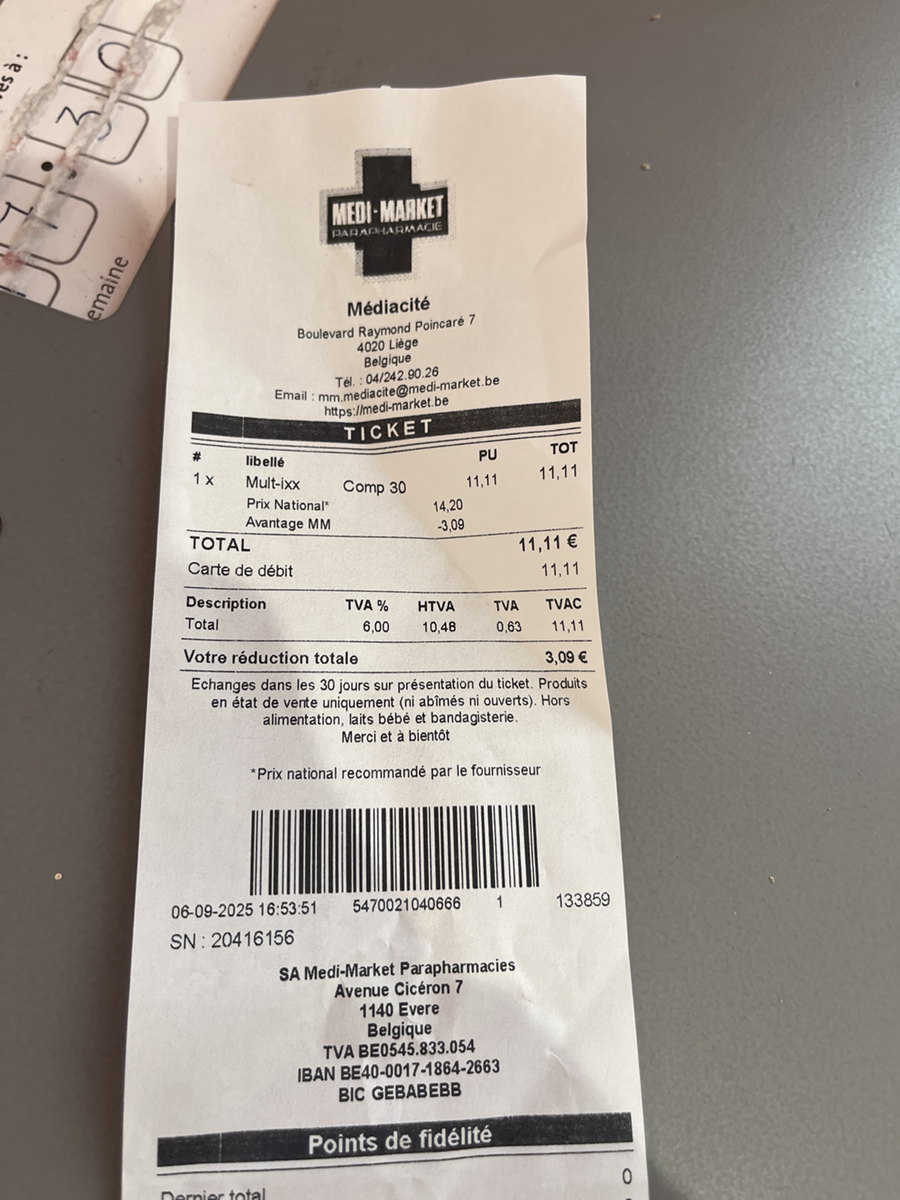 es à :
3 0
emaine
MEDI-MARKET
PARAPHARMACIE
Médiacité
Boulevard Raymond Poincaré 7
4020 Liège
Belgique
Tél. : 04/242.90.26
Email : mm.mediacite@medi-market.be
https://medi-market.be
TICKET
# libellé PU TOT
1 x Mult-ixx Comp 30 11,11 11,11
Prix National* 14,20
Avantage MM -3,09
TOTAL 11,11 €
Carte de débit 11,11
Description TVA % HTVA TVA TVAC
Total 6,00 10,48 0,63 11,11
Votre réduction totale 3,09 €
Echanges dans les 30 jours sur présentation du ticket. Produits
en état de vente uniquement (ni abîmés ni ouverts). Hors
alimentation, laits bébé et bandagisterie.
Merci et à bientôt
*Prix national recommandé par le fournisseur
06-09-2025 16:53:51 5470021040666 1 133859
SN : 20416156
SA Medi-Market Parapharmacies
Avenue Cicéron 7
1140 Evere
Belgique
TVA BE0545.833.054
IBAN BE40-0017-1864-2663
BIC GEBABEBB
Points de fidélité
Dernier total 0